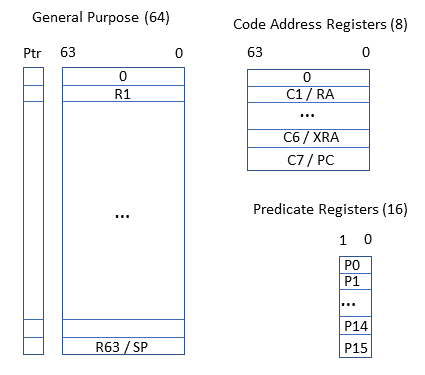 General Purpose (64)
Ptr 63 0
0
R1
...
R63 / SP
Code Address Registers (8)
63 0
0
C1 / RA
...
C6 / XRA
C7 / PC
Predicate Registers (16)
1 0
P0
P1
...
P14
P15